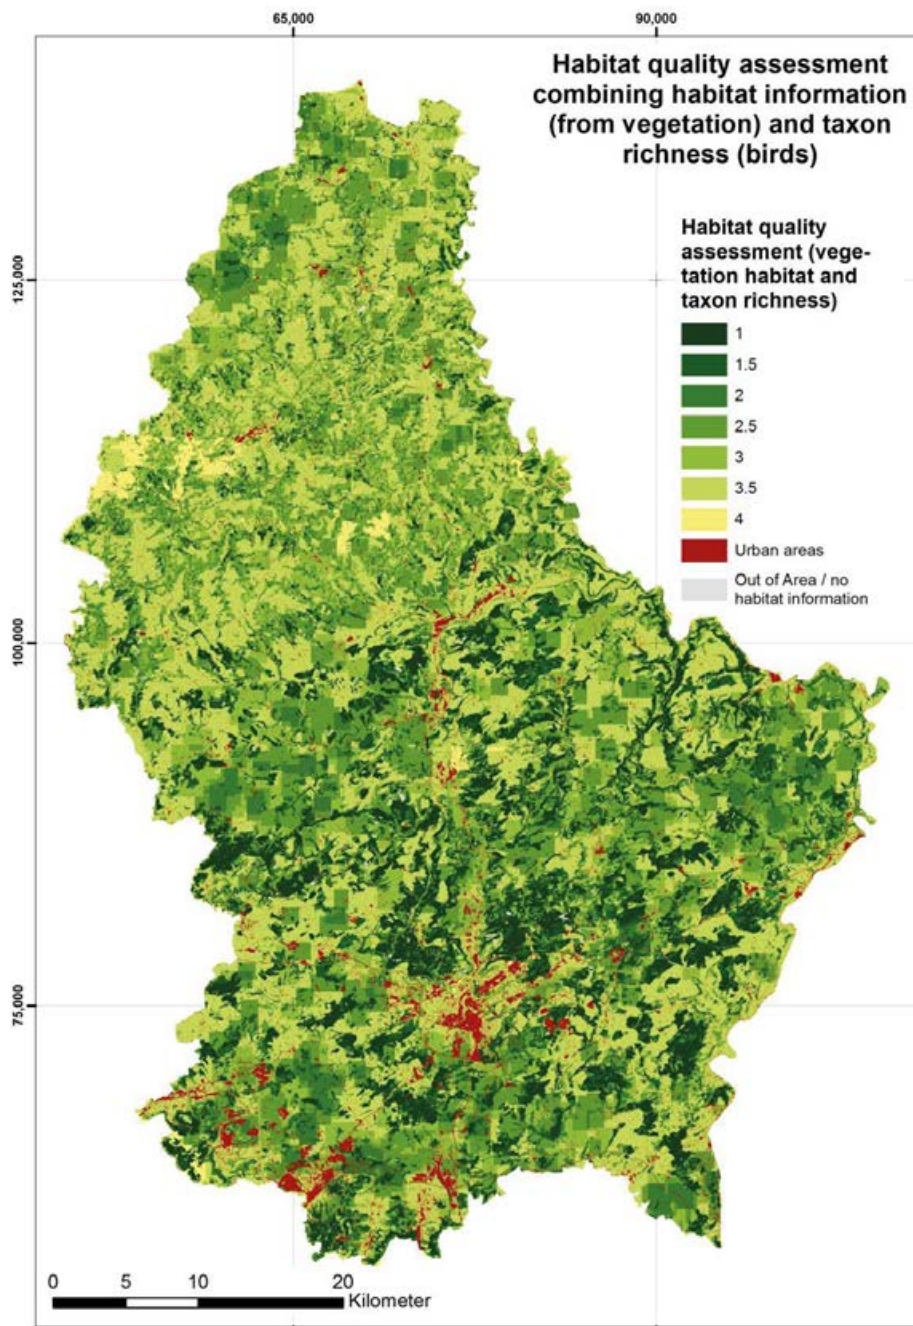 65,000
90,000
Habitat quality assessment
combining habitat information
(from vegetation) and taxon
richness (birds)
Habitat quality
assessment (vege-
tation habitat and
taxon richness)
125,000
1
1.5
2
2.5
3
3.5
4
Urban areas
Out of Area / no
habitat information
100,000
75,000
0 5 10 20
Kilometer